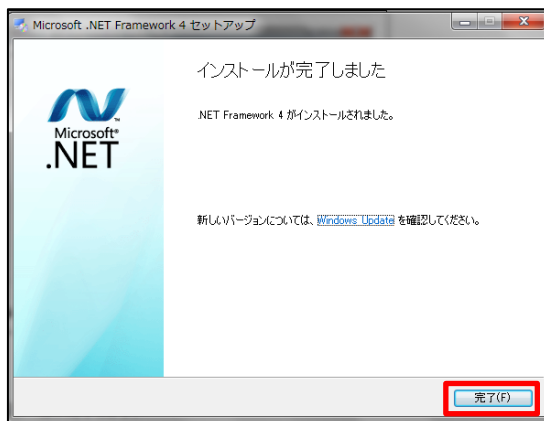 Microsoft .NET Framework 4 セットアップ
インストールが完了しました
Microsoft®
.NET
.NET Framework 4 がインストールされました。
新しいバージョンについては、Windows Update を確認してください。
完了(F)